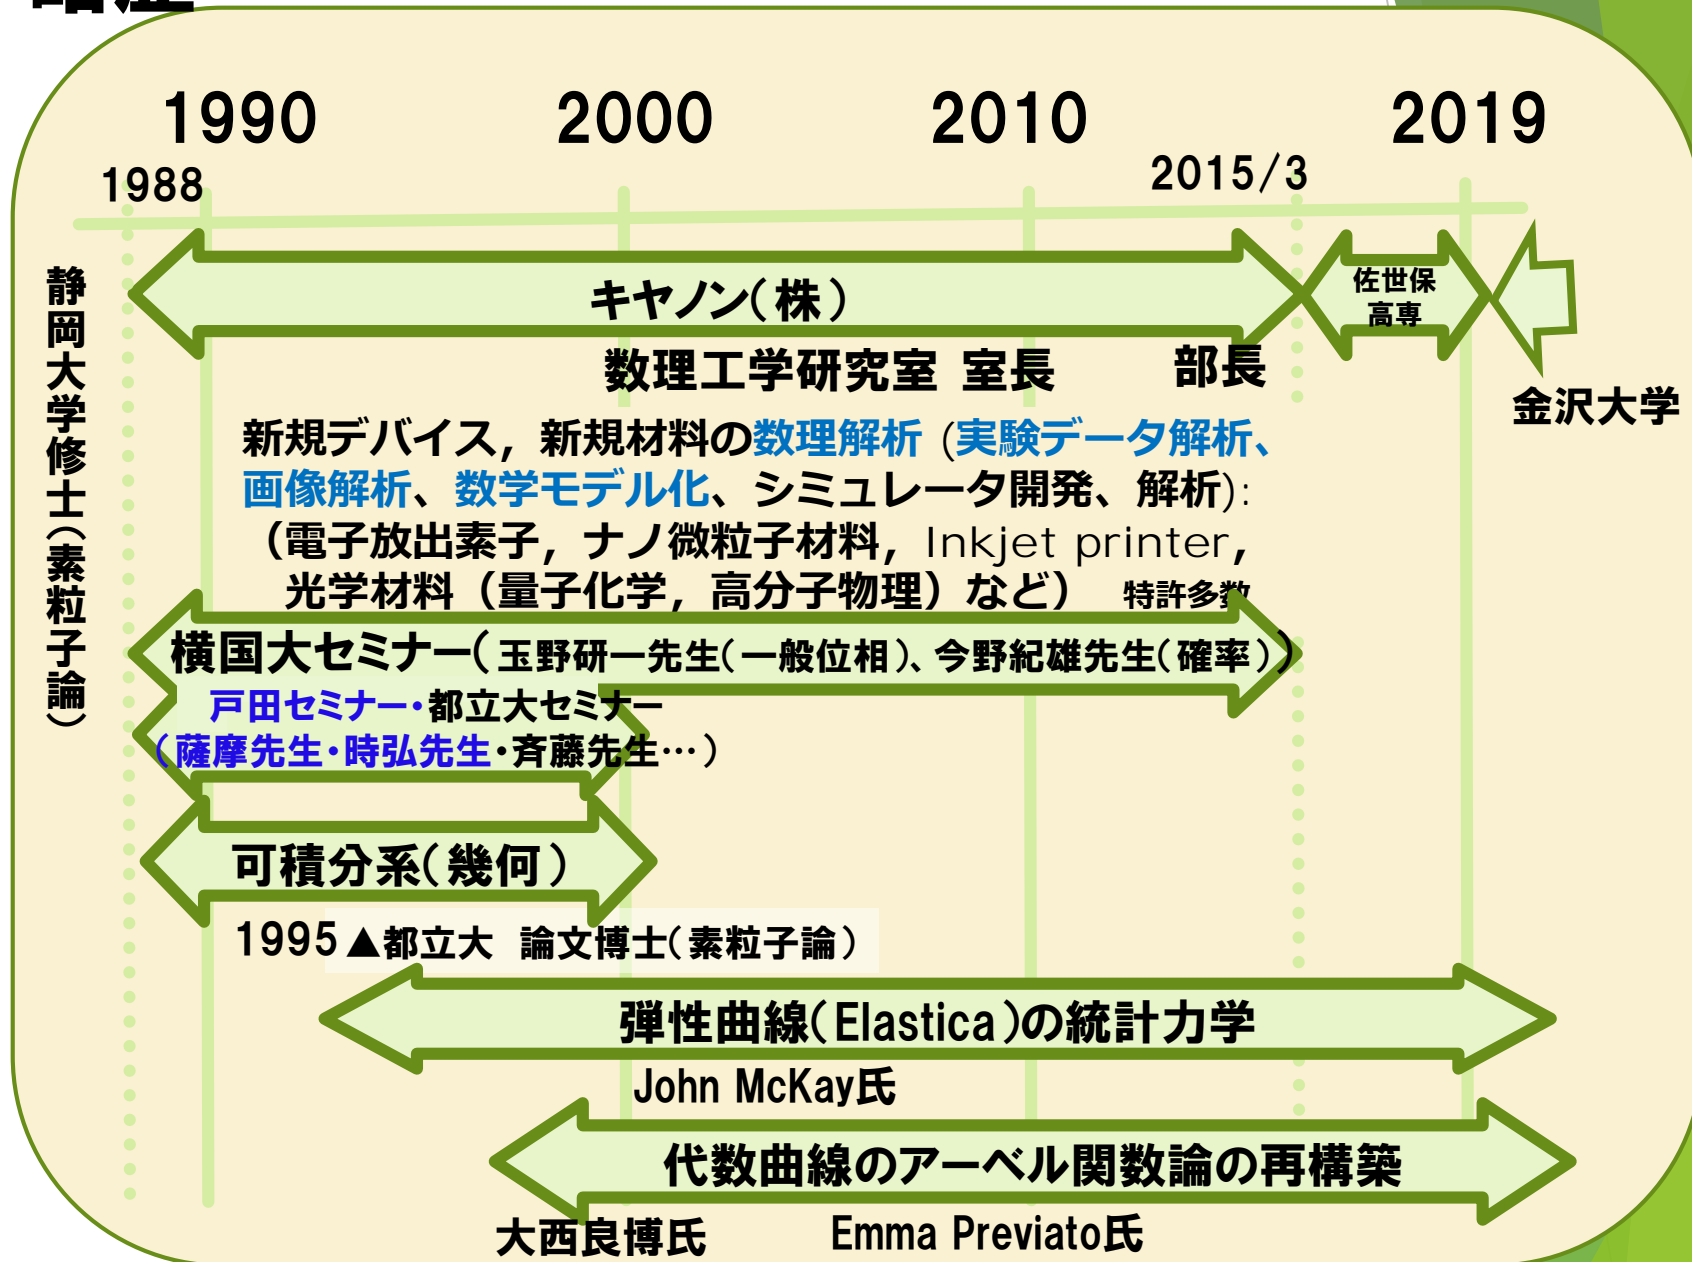 略歴
1990
2000
2010
2019
1988
2015/3
静岡大学修士(素粒子論)
キヤノン(株)
佐世保
高専
数理工学研究室 室長
部長
金沢大学
新規デバイス，新規材料の数理解析 (実験データ解析、
画像解析、数学モデル化、シミュレータ開発、解析):
（電子放出素子，ナノ微粒子材料，Inkjet printer，
光学材料（量子化学，高分子物理）など） 特許多数
横国大セミナー(玉野研一先生(一般位相)、今野紀雄先生(確率))
戸田セミナー・都立大セミナー
(薩摩先生・時弘先生・斉藤先生…)
可積分系(幾何)
1995▲都立大 論文博士(素粒子論)
弾性曲線(Elastica)の統計力学
John McKay氏
代数曲線のアーベル関数論の再構築
大西良博氏
Emma Previato氏